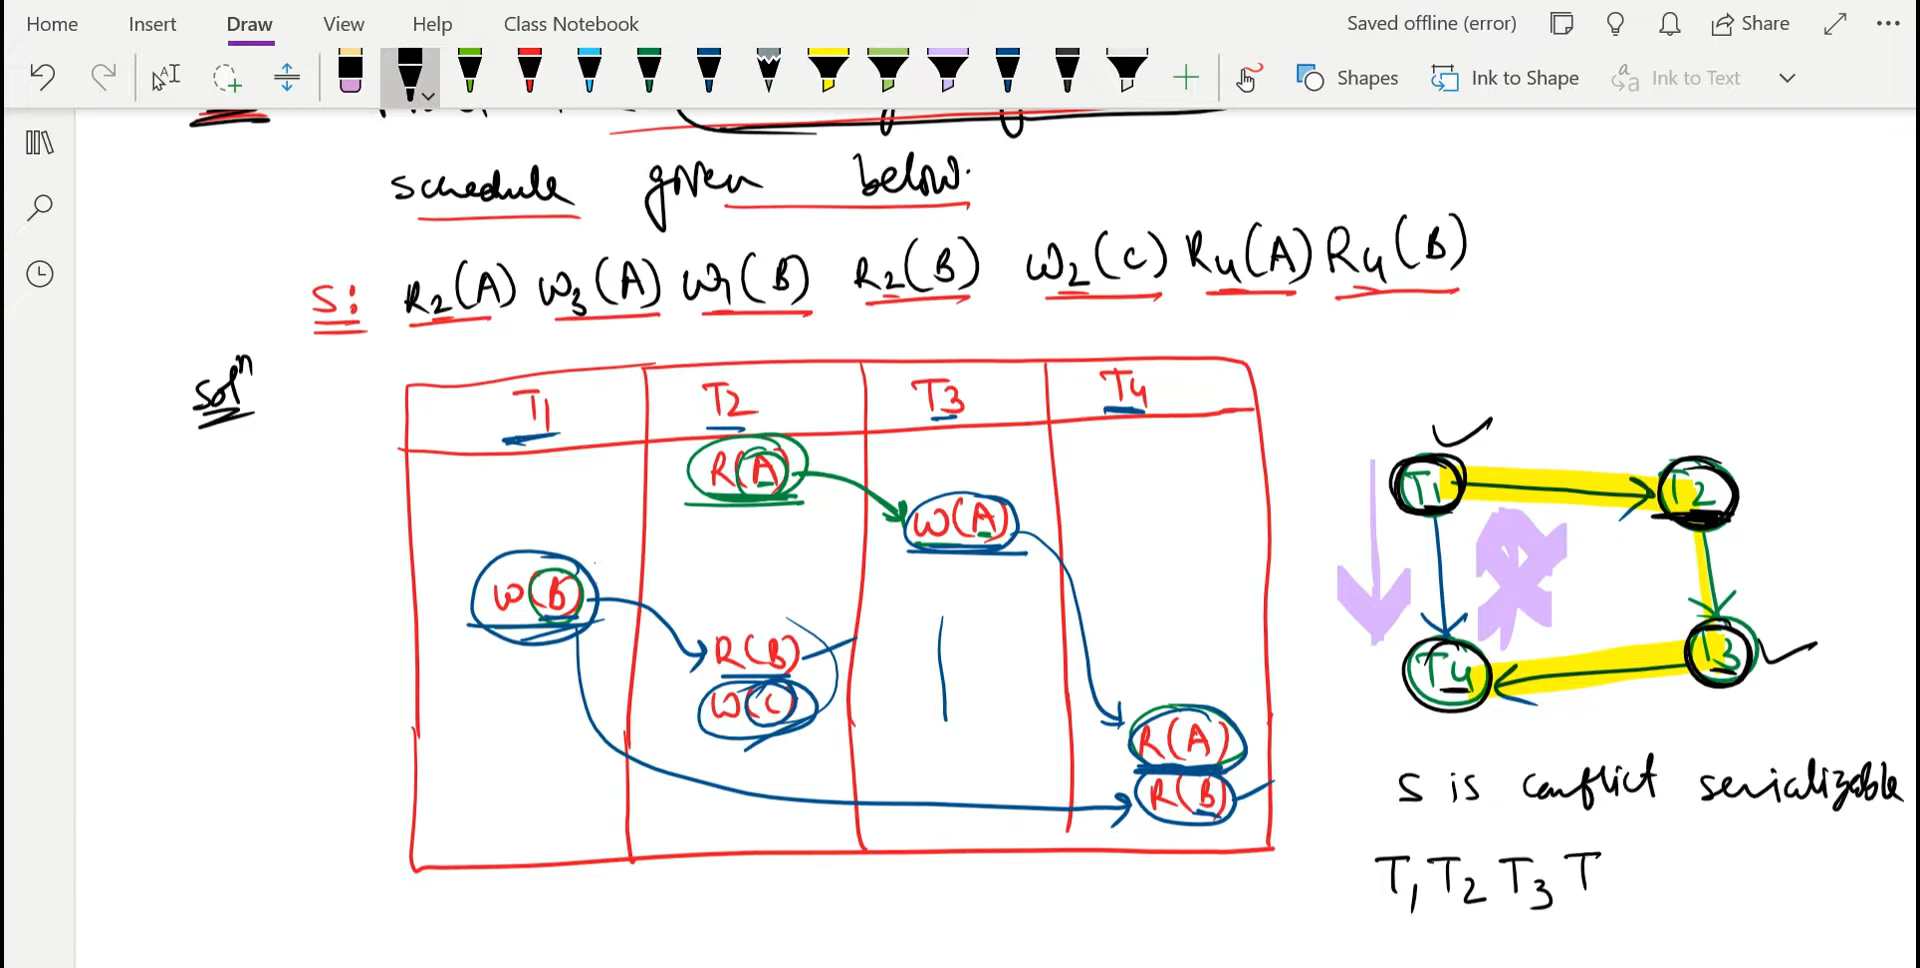 Home Insert Draw View Help Class Notebook Saved offline (error) Share
Shapes Ink to Shape Ink to Text
schedule given below.
S: R2(A) W3(A) W1(B) R2(B) W2(C) R4(A) R4(B)
Solⁿ
T1 T2 T3 T4
R(A)
W(A)
W(B)
R(B)
W(C)
R(A)
R(B)
T1 T2
T4 T3
S is conflict serializable
T1 T2 T3 T